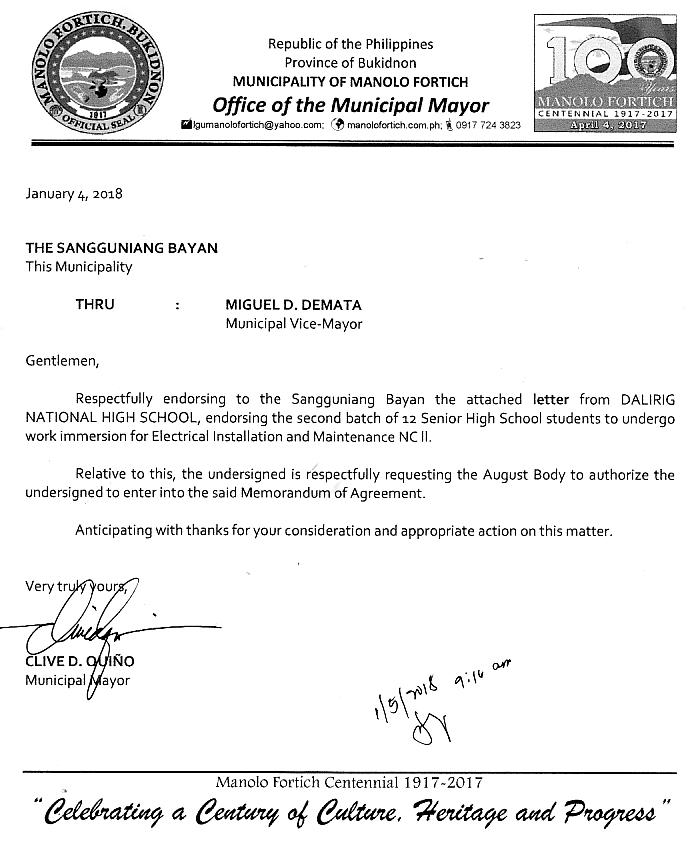 MANOLO FORTICH, BUKIDNON
1917
OFFICIAL SEAL
Republic of the Philippines
Province of Bukidnon
MUNICIPALITY OF MANOLO FORTICH
Office of the Municipal Mayor
lgumanolofortich@yahoo.com; manolofortich.com.ph; 0917 724 3823
100
Years
MANOLO FORTICH
CENTENNIAL 1917-2017
April 4, 2017
January 4, 2018
THE SANGGUNIANG BAYAN
This Municipality
THRU : MIGUEL D. DEMATA
Municipal Vice-Mayor
Gentlemen,
Respectfully endorsing to the Sangguniang Bayan the attached letter from DALIRIG
NATIONAL HIGH SCHOOL, endorsing the second batch of 12 Senior High School students to undergo
work immersion for Electrical Installation and Maintenance NC II.
Relative to this, the undersigned is respectfully requesting the August Body to authorize the
undersigned to enter into the said Memorandum of Agreement.
Anticipating with thanks for your consideration and appropriate action on this matter.
Very truly yours,
CLIVE D. QUIÑO
Municipal Mayor
1/5/2018 9:16 am
Manolo Fortich Centennial 1917-2017
"Celebrating a Century of Culture, Heritage and Progress"